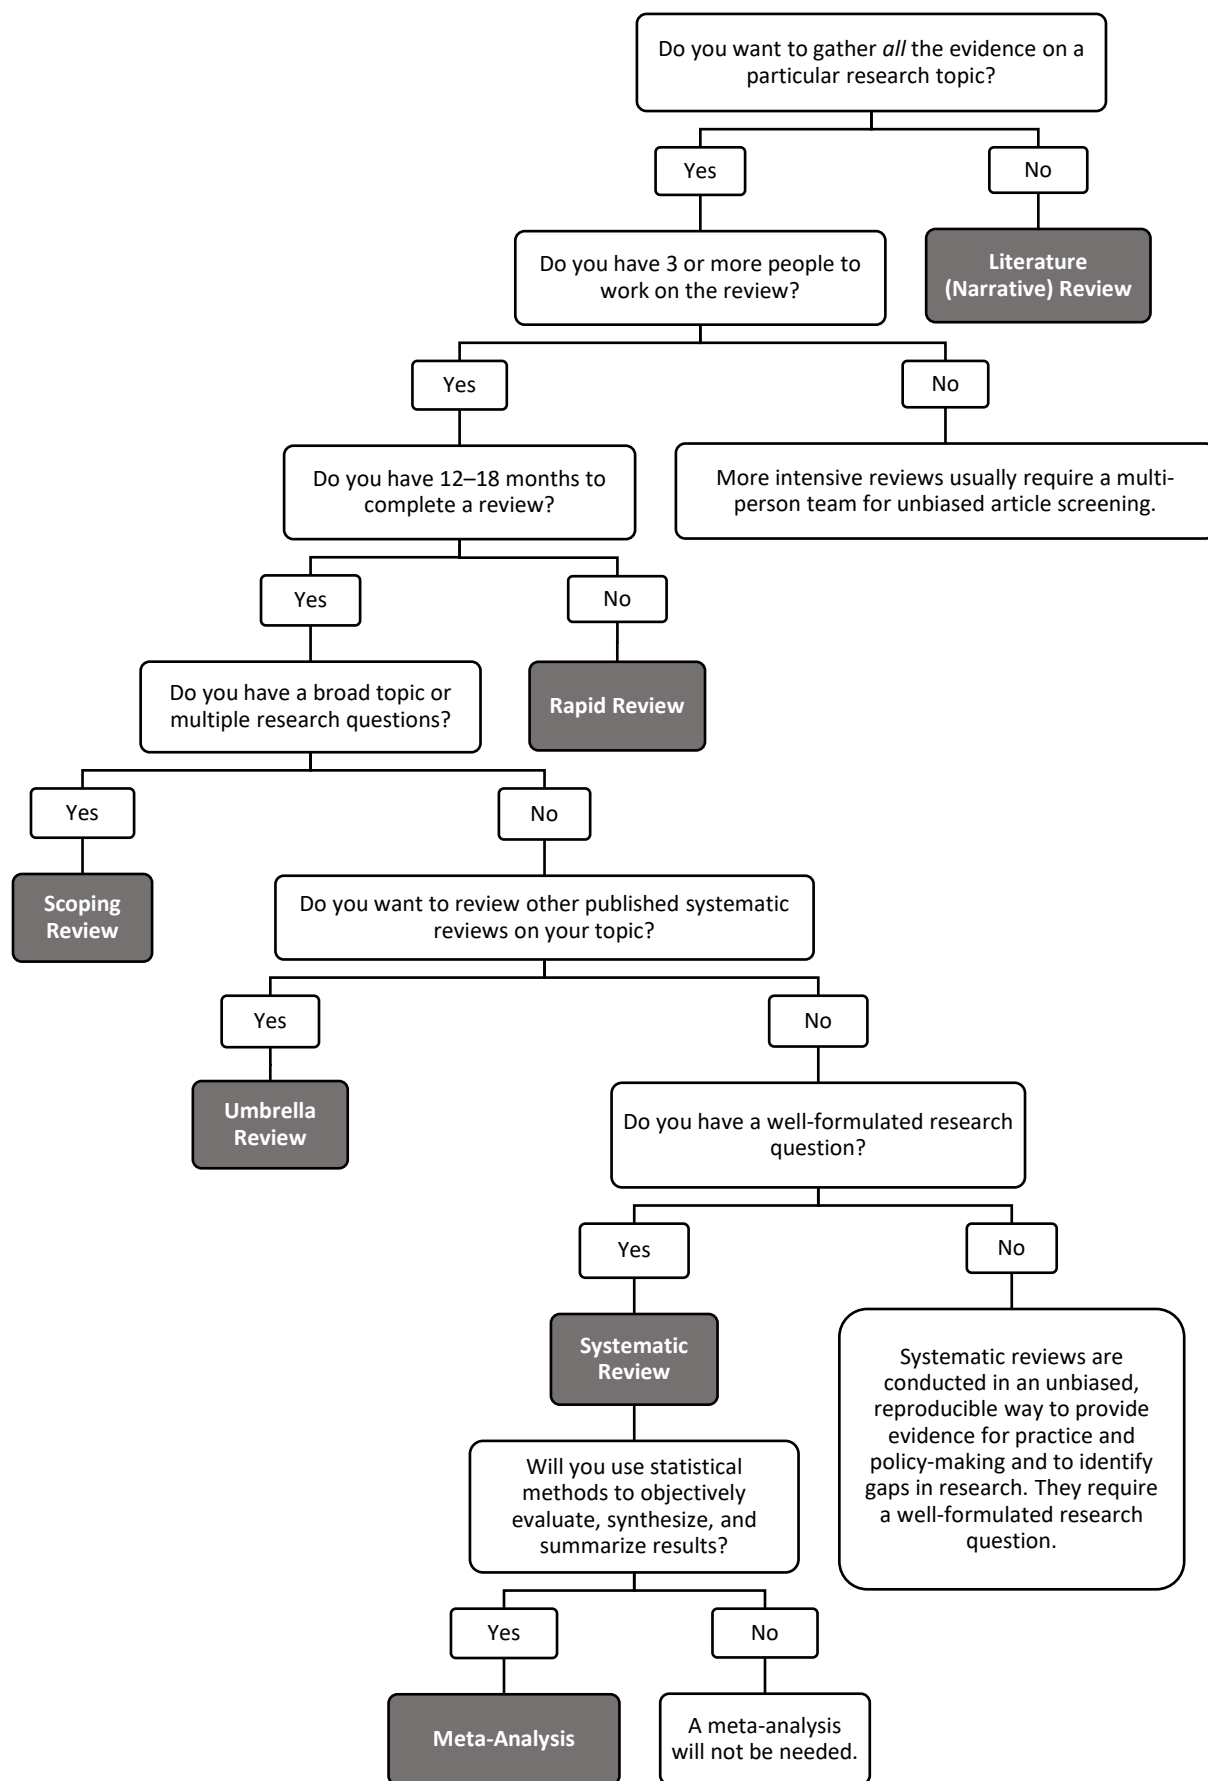 Do you want to gather all the evidence on a
particular research topic?
Yes
No
Do you have 3 or more people to
work on the review?
Literature
(Narrative) Review
Yes
No
Do you have 12–18 months to
complete a review?
More intensive reviews usually require a multi-
person team for unbiased article screening.
Yes
No
Do you have a broad topic or
multiple research questions?
Rapid Review
Yes
No
Scoping
Review
Do you want to review other published systematic
reviews on your topic?
Yes
No
Umbrella
Review
Do you have a well-formulated research
question?
Yes
No
Systematic
Review
Systematic reviews are
conducted in an unbiased,
reproducible way to provide
evidence for practice and
policy-making and to identify
gaps in research. They require
a well-formulated research
question.
Will you use statistical
methods to objectively
evaluate, synthesize, and
summarize results?
Yes
No
Meta-Analysis
A meta-analysis
will not be needed.